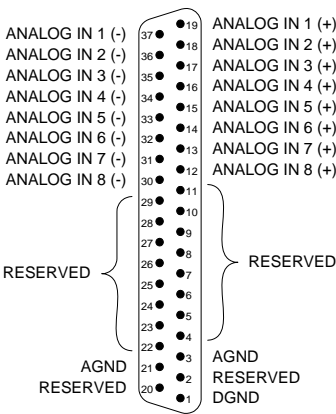 ANALOG IN 1 (-) 37 19 ANALOG IN 1 (+)
ANALOG IN 2 (-) 36 18 ANALOG IN 2 (+)
ANALOG IN 3 (-) 35 17 ANALOG IN 3 (+)
ANALOG IN 4 (-) 34 16 ANALOG IN 4 (+)
ANALOG IN 5 (-) 33 15 ANALOG IN 5 (+)
ANALOG IN 6 (-) 32 14 ANALOG IN 6 (+)
ANALOG IN 7 (-) 31 13 ANALOG IN 7 (+)
ANALOG IN 8 (-) 30 12 ANALOG IN 8 (+)
29 11
28 10
27 9
26 8
RESERVED 25 7 RESERVED
24 6
23 5
22 4
AGND 21 3 AGND
RESERVED 20 2 RESERVED
1 DGND